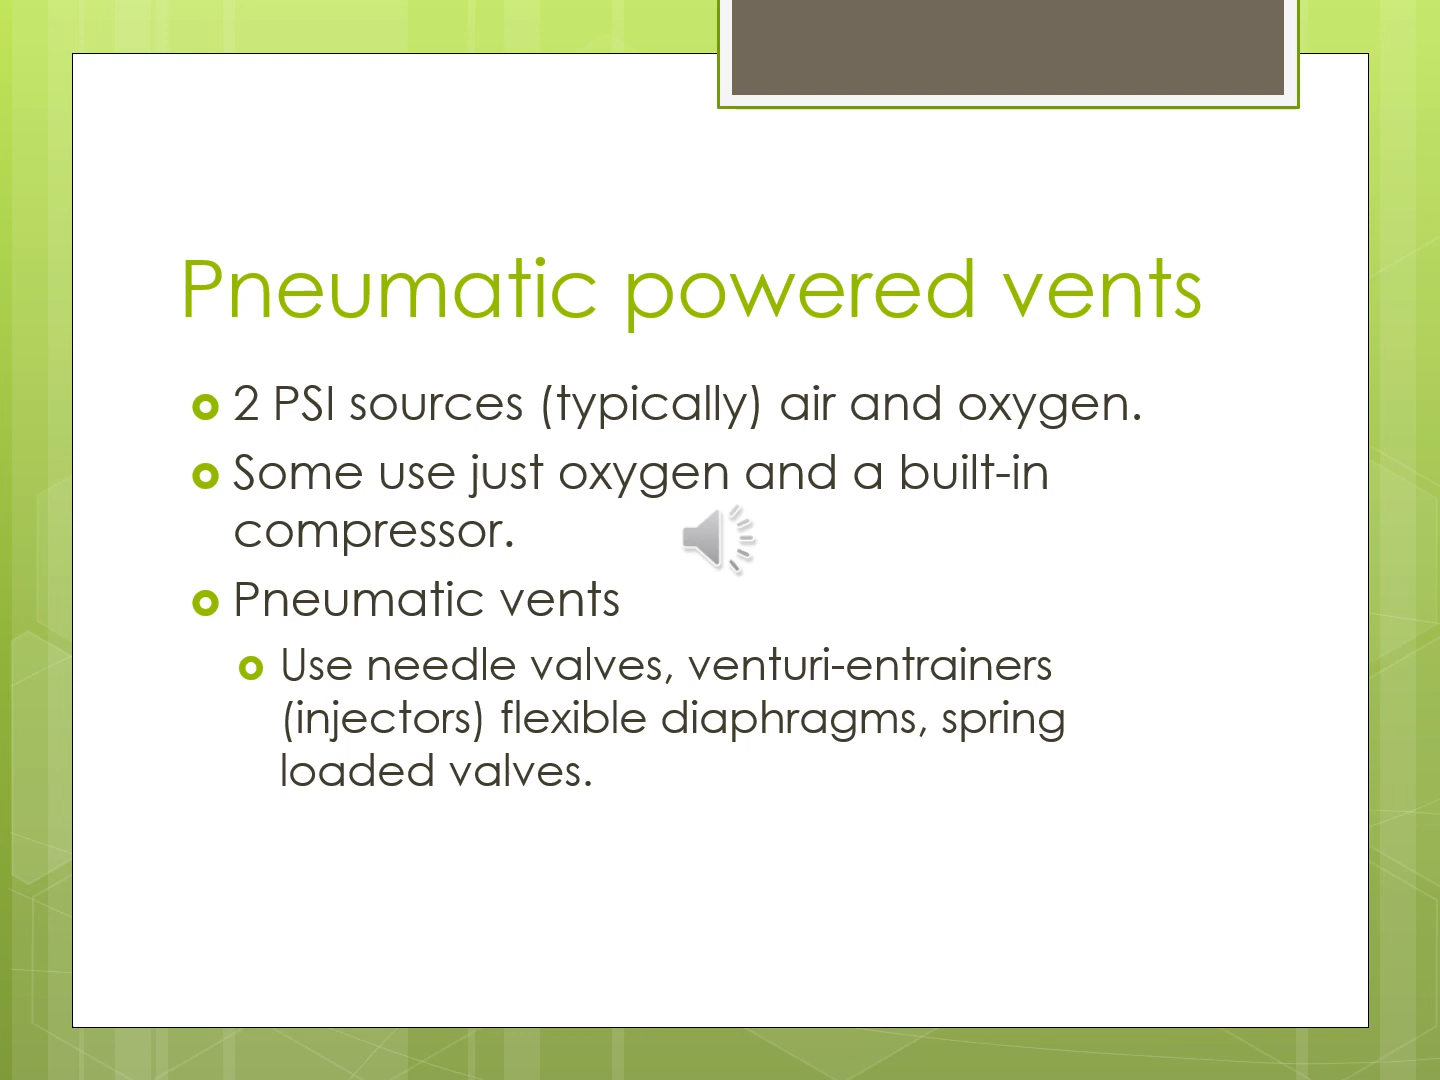 Pneumatic powered vents
2 PSI sources (typically) air and oxygen.
Some use just oxygen and a built-in
compressor.
Pneumatic vents
Use needle valves, venturi-entrainers
(injectors) flexible diaphragms, spring
loaded valves.